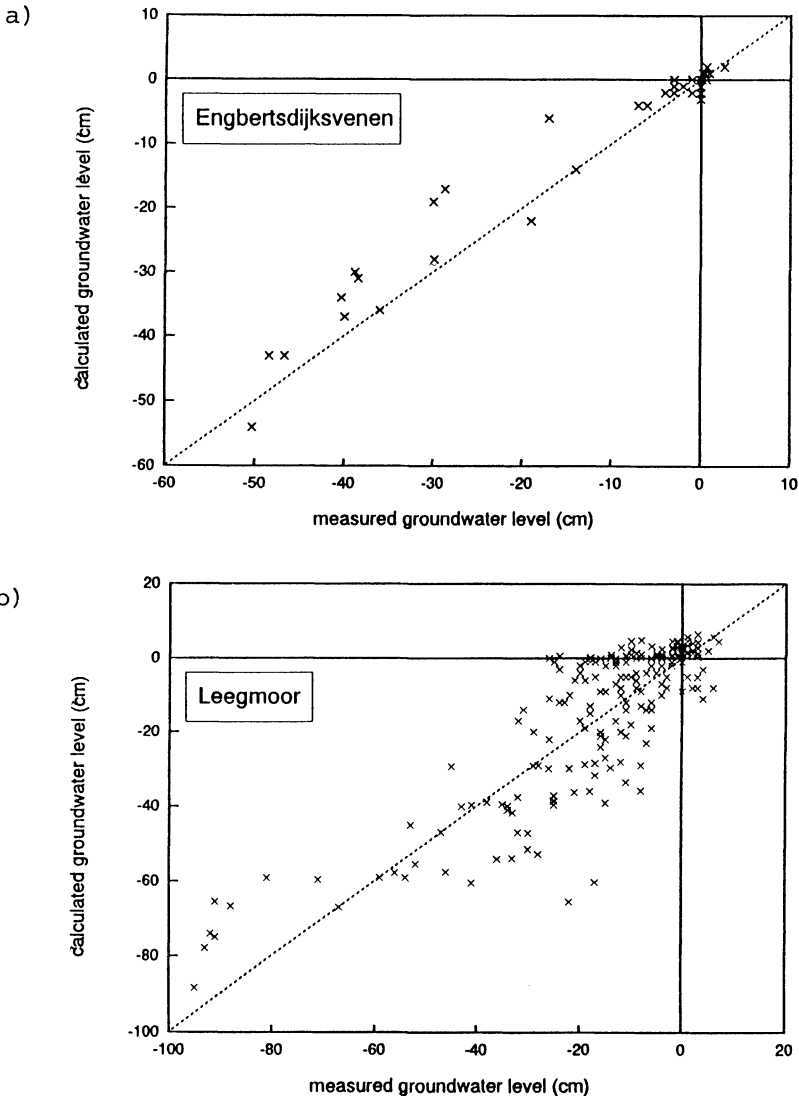 a)
10
0
-10
-20
-30
-40
-50
-60
Engbertsdijksvenen
calculated groundwater level (cm)
-60 -50 -40 -30 -20 -10 0 10
measured groundwater level (cm)
b)
20
0
-20
-40
-60
-80
-100
Leegmoor
calculated groundwater level (cm)
-100 -80 -60 -40 -20 0 20
measured groundwater level (cm)